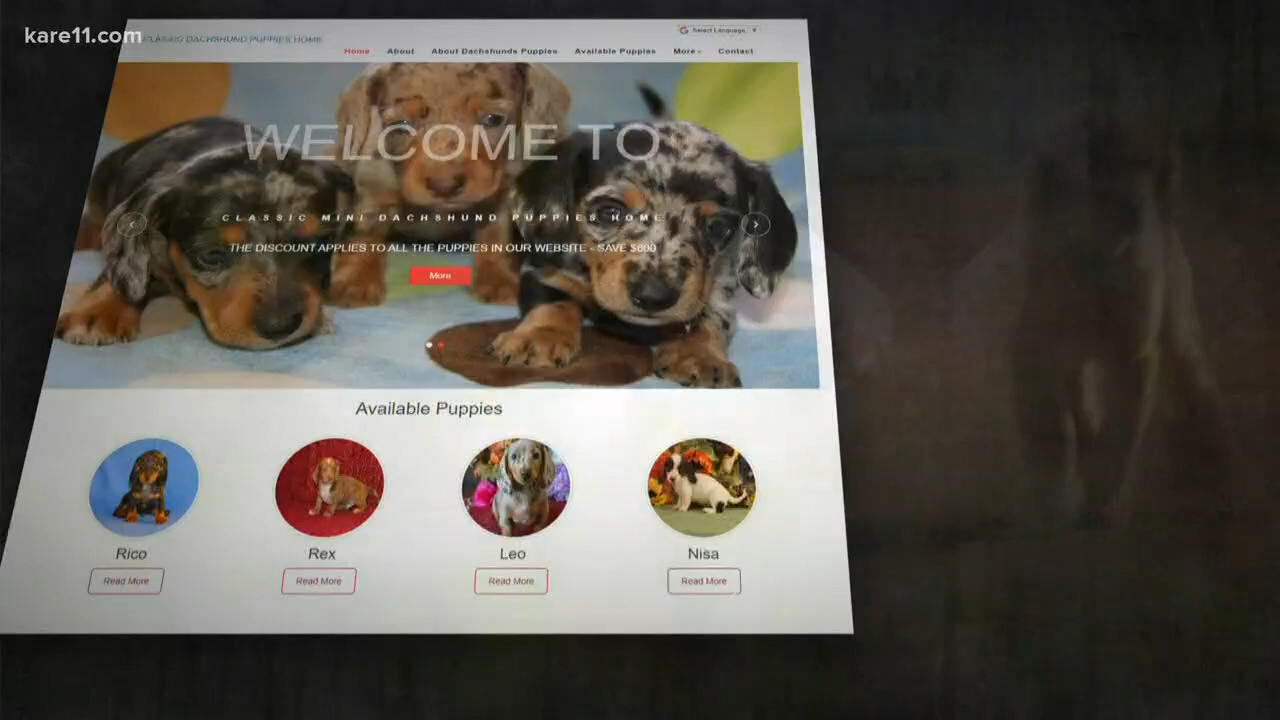 kare11.com
CLASSIC DACHSHUND PUPPIES HOME
Select Language
Home About About Dachshunds Puppies Available Puppies More Contact
WELCOME TO
CLASSIC MINI DACHSHUND PUPPIES HOME
THE DISCOUNT APPLIES TO ALL THE PUPPIES IN OUR WEBSITE - SAVE $600
More
Available Puppies
Rico Rex Leo Nisa
Read More Read More Read More Read More